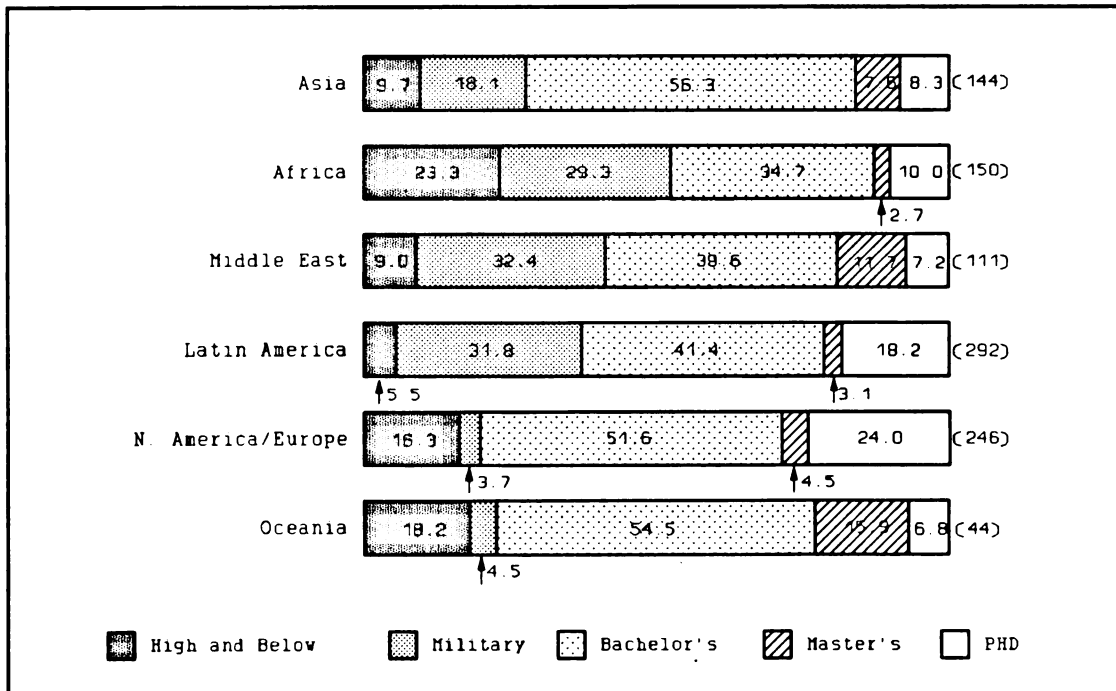 Asia 9.7 18.1 56.3 7.6 8.3 (144)
Africa 23.3 29.3 34.7 10.0 (150)
2.7
Middle East 9.0 32.4 39.6 11.7 7.2 (111)
Latin America 31.8 41.4 18.2 (292)
5.5 3.1
N. America/Europe 16.3 51.6 24.0 (246)
3.7 4.5
Oceania 18.2 54.5 15.9 6.8 (44)
4.5
High and Below Military Bachelor's Master's PHD